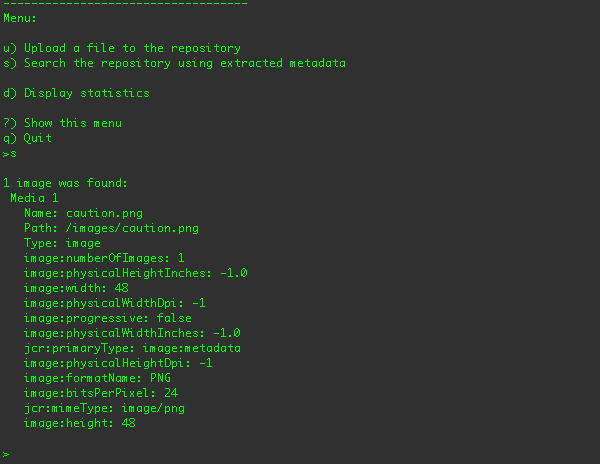 -----------------------------------
Menu:
u) Upload a file to the repository
s) Search the repository using extracted metadata
d) Display statistics
?) Show this menu
q) Quit
>s
1 image was found:
Media 1
Name: caution.png
Path: /images/caution.png
Type: image
image:numberOfImages: 1
image:physicalHeightInches: -1.0
image:width: 48
image:physicalWidthDpi: -1
image:progressive: false
image:physicalWidthInches: -1.0
jcr:primaryType: image:metadata
image:physicalHeightDpi: -1
image:formatName: PNG
image:bitsPerPixel: 24
jcr:mimeType: image/png
image:height: 48
>